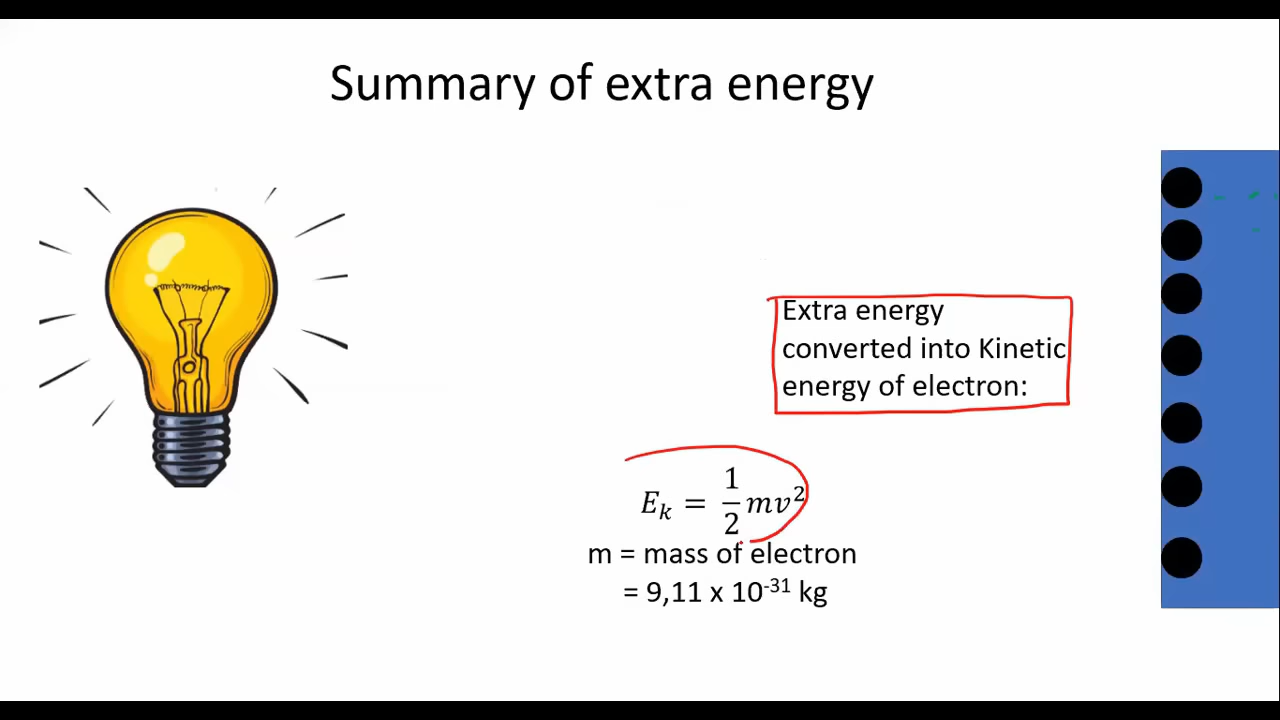 Summary of extra energy
Extra energy
converted into Kinetic
energy of electron:
E_k = \frac{1}{2}mv^2
m = mass of electron
= 9,11 x 10^{-31} kg